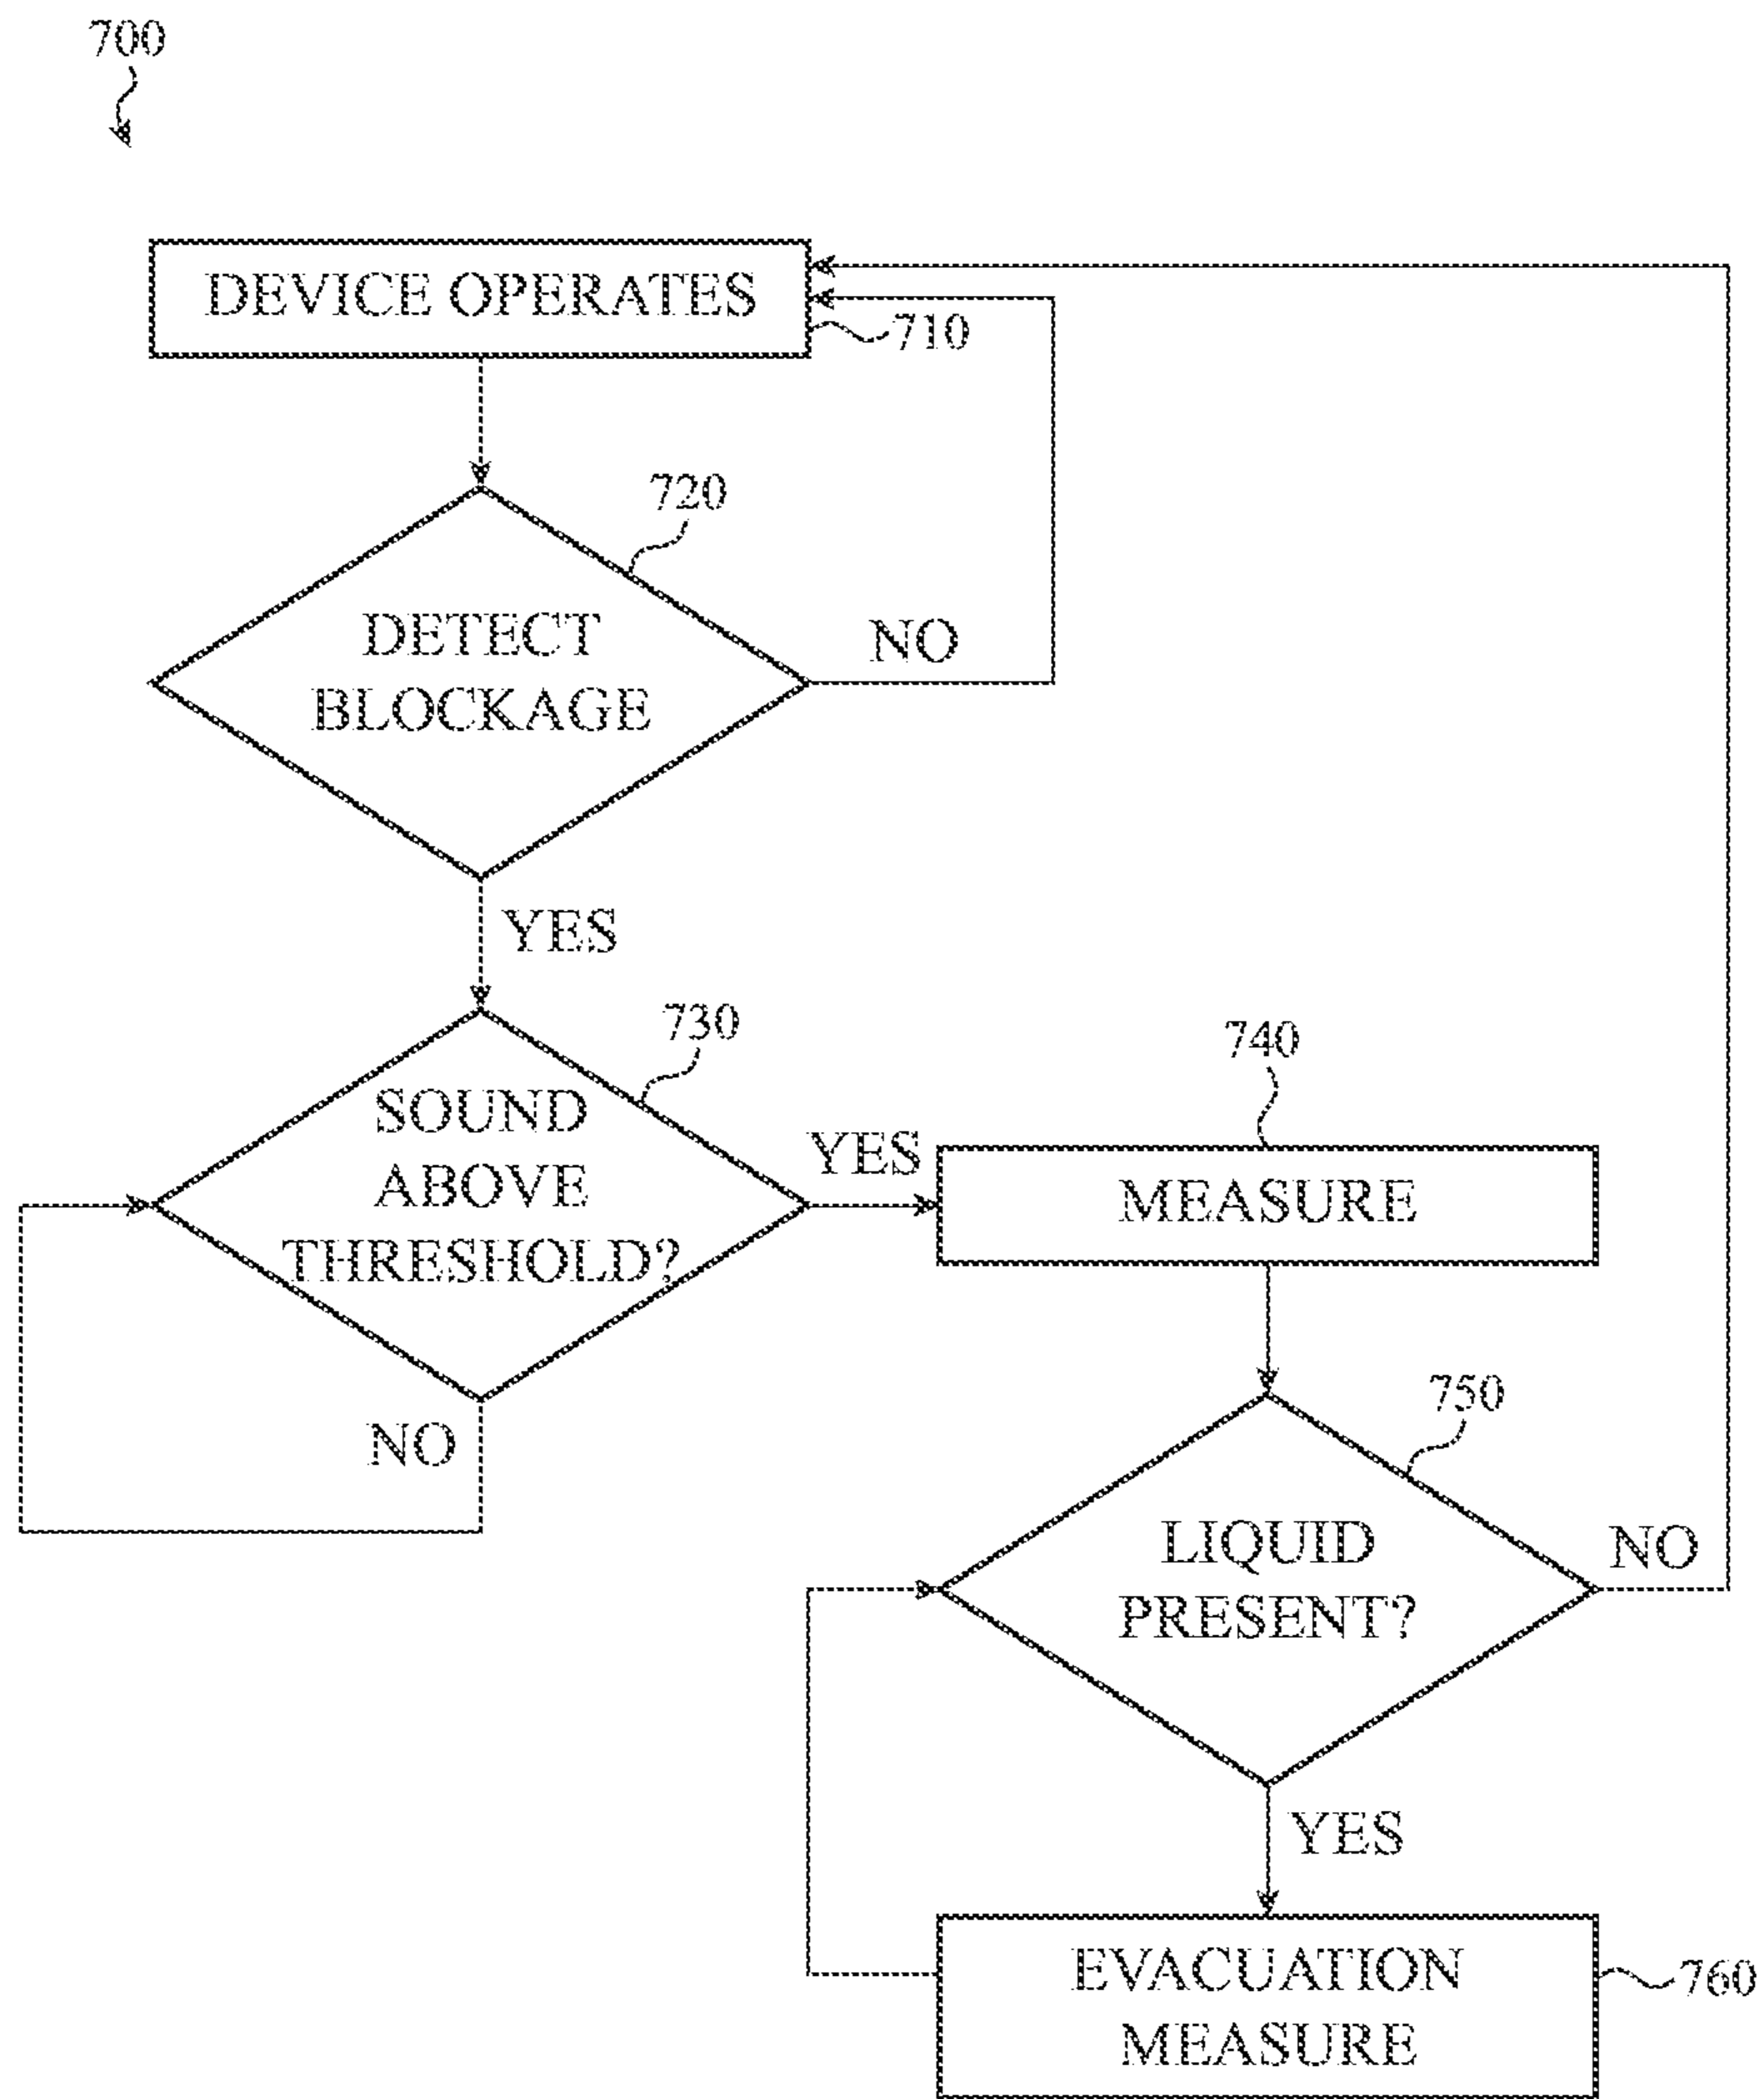 700
DEVICE OPERATES
710
720
DETECT
BLOCKAGE
NO
YES
730
SOUND
ABOVE
THRESHOLD?
YES
NO
740
MEASURE
750
LIQUID
PRESENT?
NO
YES
EVACUATION
MEASURE
760